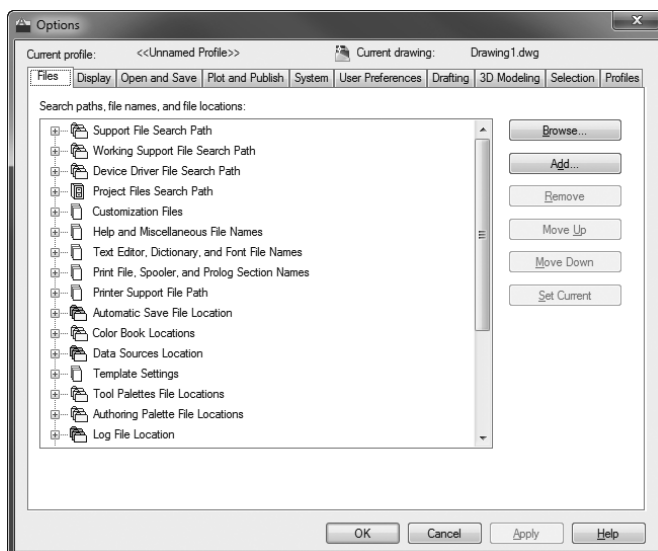 Options
Current profile: <<Unnamed Profile>> Current drawing: Drawing1.dwg
Files Display Open and Save Plot and Publish System User Preferences Drafting 3D Modeling Selection Profiles
Search paths, file names, and file locations:
Support File Search Path
Working Support File Search Path
Device Driver File Search Path
Project Files Search Path
Customization Files
Help and Miscellaneous File Names
Text Editor, Dictionary, and Font File Names
Print File, Spooler, and Prolog Section Names
Printer Support File Path
Automatic Save File Location
Color Book Locations
Data Sources Location
Template Settings
Tool Palettes File Locations
Authoring Palette File Locations
Log File Location
Browse...
Add...
Remove
Move Up
Move Down
Set Current
OK Cancel Apply Help